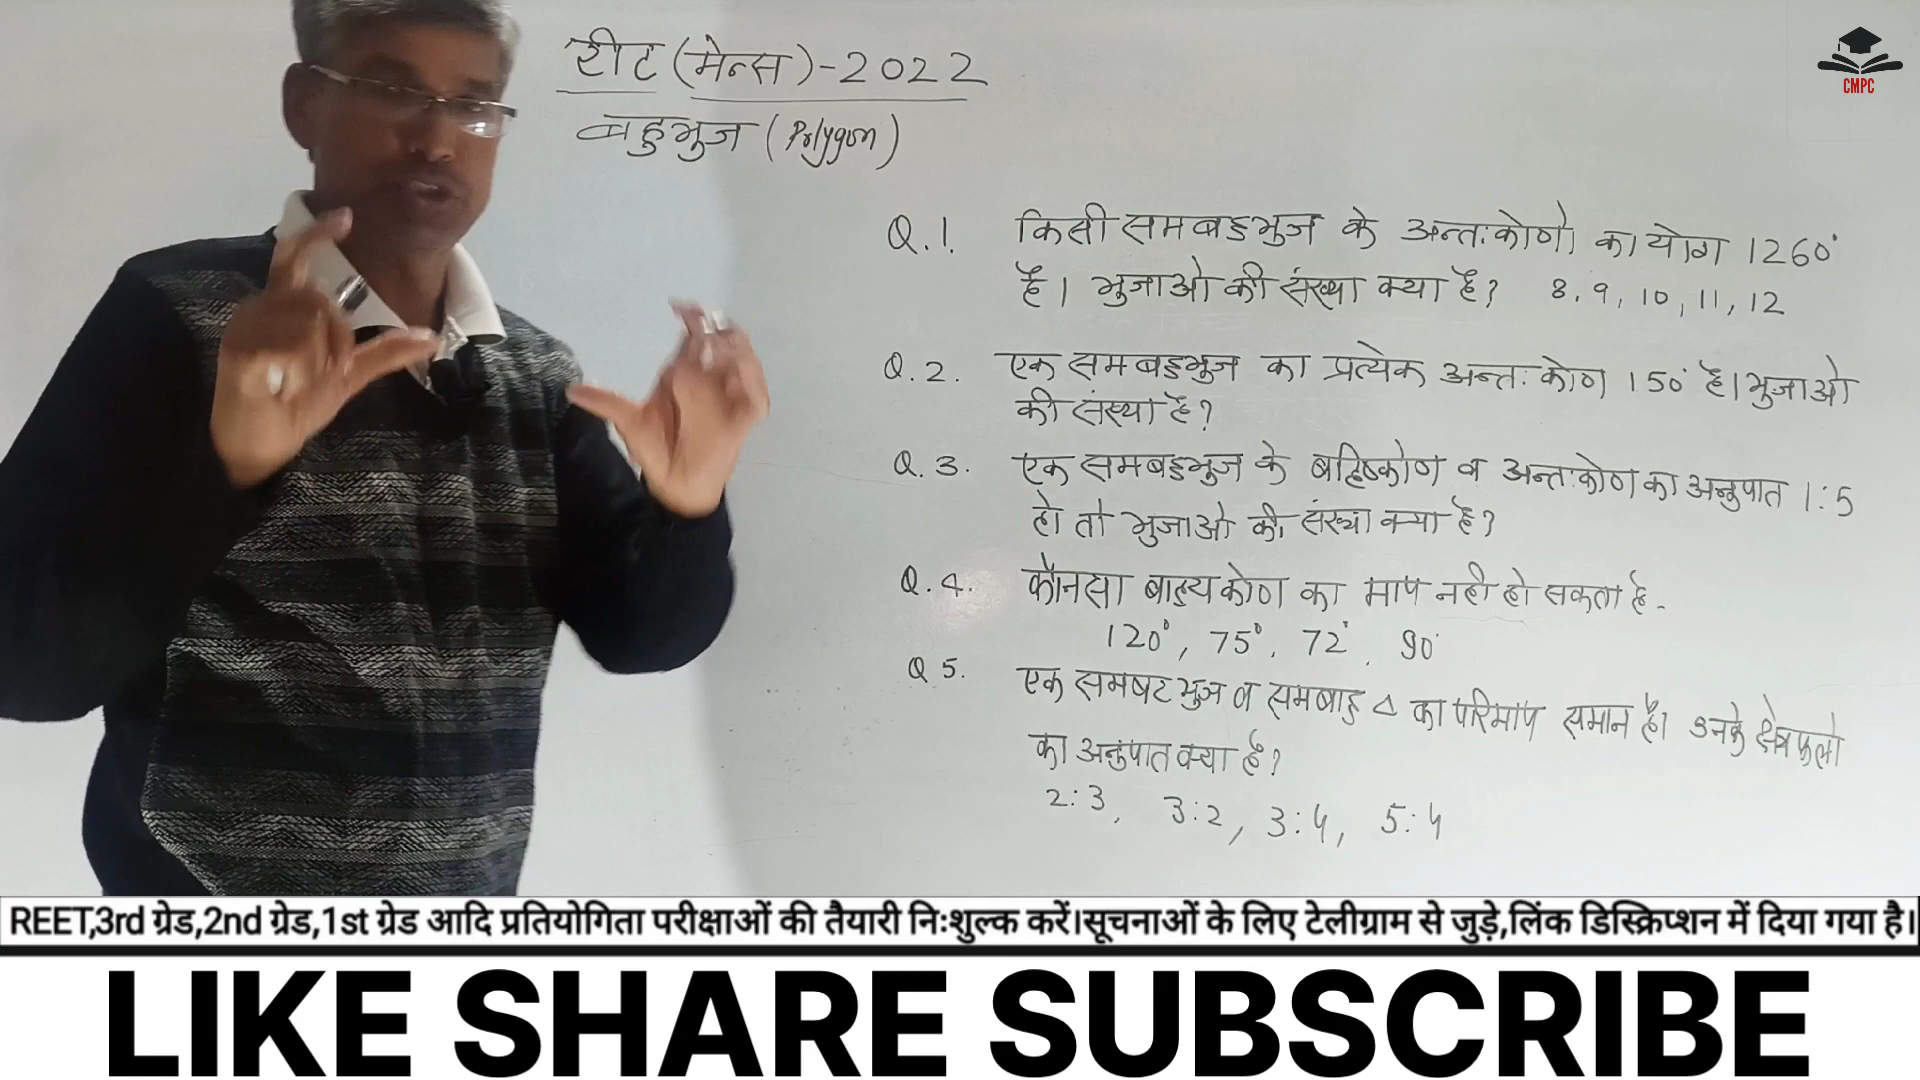 रीट (मेन्स)-2022
बहुभुज (Polygon)
CMPC
Q.1. किसी समबहुभुज के अन्तःकोणों का योग 1260°
है। भुजाओं की संख्या क्या है? 8, 9, 10, 11, 12
Q.2. एक समबहुभुज का प्रत्येक अन्तःकोण 150° है। भुजाओ
की संख्या है?
Q.3. एक समबहुभुज के बहिष्कोण व अन्तःकोण का अनुपात 1:5
हो तो भुजाओ की संख्या क्या है?
Q.4. कौनसा बाह्य कोण का माप नही हो सकता है-
120°, 75°, 72°, 90°
Q 5. एक समषटभुज व समबाहु △ का परिमाप समान है। उनके क्षेत्रफलो
का अनुपात क्या है?
2:3, 3:2, 3:4, 5:4
REET,3rd ग्रेड,2nd ग्रेड,1st ग्रेड आदि प्रतियोगिता परीक्षाओं की तैयारी निःशुल्क करें।सूचनाओं के लिए टेलीग्राम से जुड़े,लिंक डिस्क्रिप्शन में दिया गया है।
LIKE SHARE SUBSCRIBE